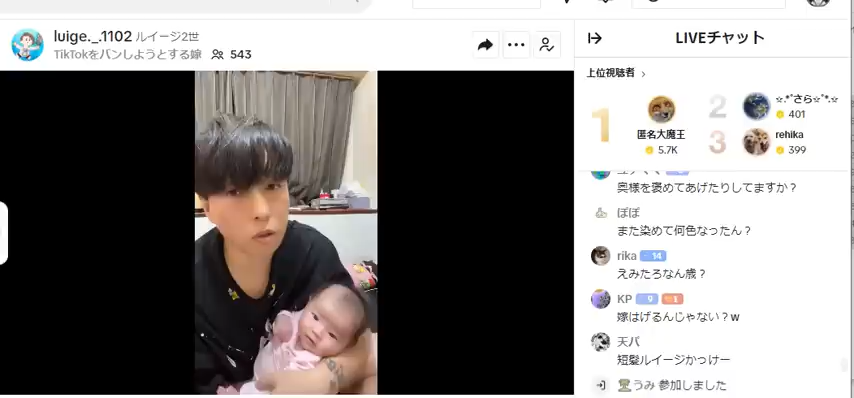 luige._.1102 ルイージ2世
TikTokをバンしようとする嫁 543
LIVEチャット
上位視聴者
1
匿名大魔王
5.7K
2
☆.*ﾟさら☆ﾟ*.☆
401
3
rehika
399
奥様を褒めてあげたりしてますか？
ぽぽ
また染めて何色なったん？
rika 14
えみたろなん歳？
KP 9 1
嫁はげるんじゃない？w
天パ
短髪ルイージかっけー
うみ 参加しました